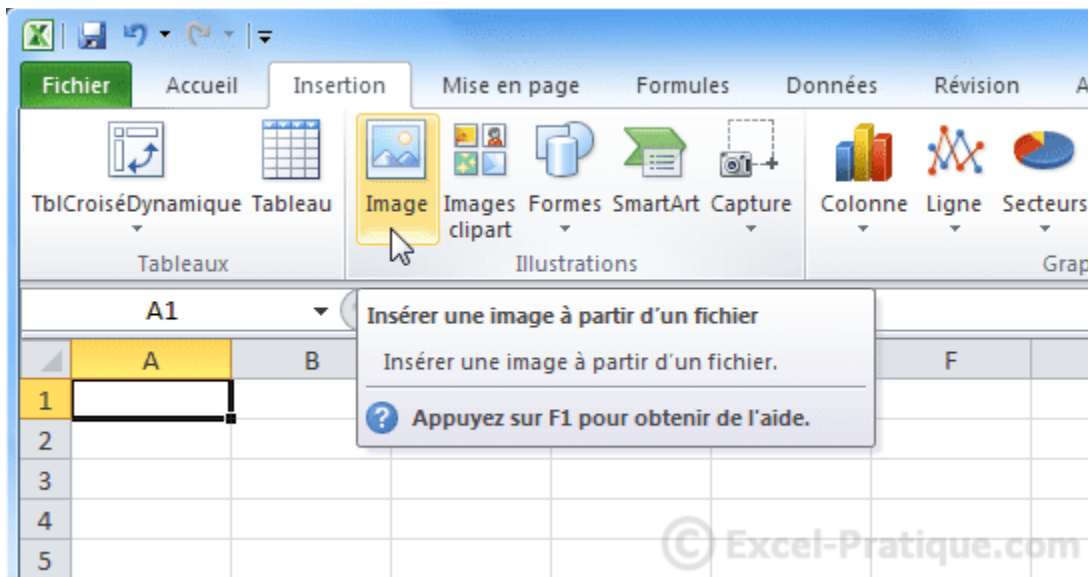 Fichier Accueil Insertion Mise en page Formules Données Révision
TblCroiséDynamique Tableau Image Images clipart Formes SmartArt Capture Colonne Ligne Secteurs
Tableaux Illustrations
A1
Insérer une image à partir d'un fichier
Insérer une image à partir d'un fichier.
Appuyez sur F1 pour obtenir de l'aide.
A B F
1
2
3
4
5
© Excel-Pratique.com